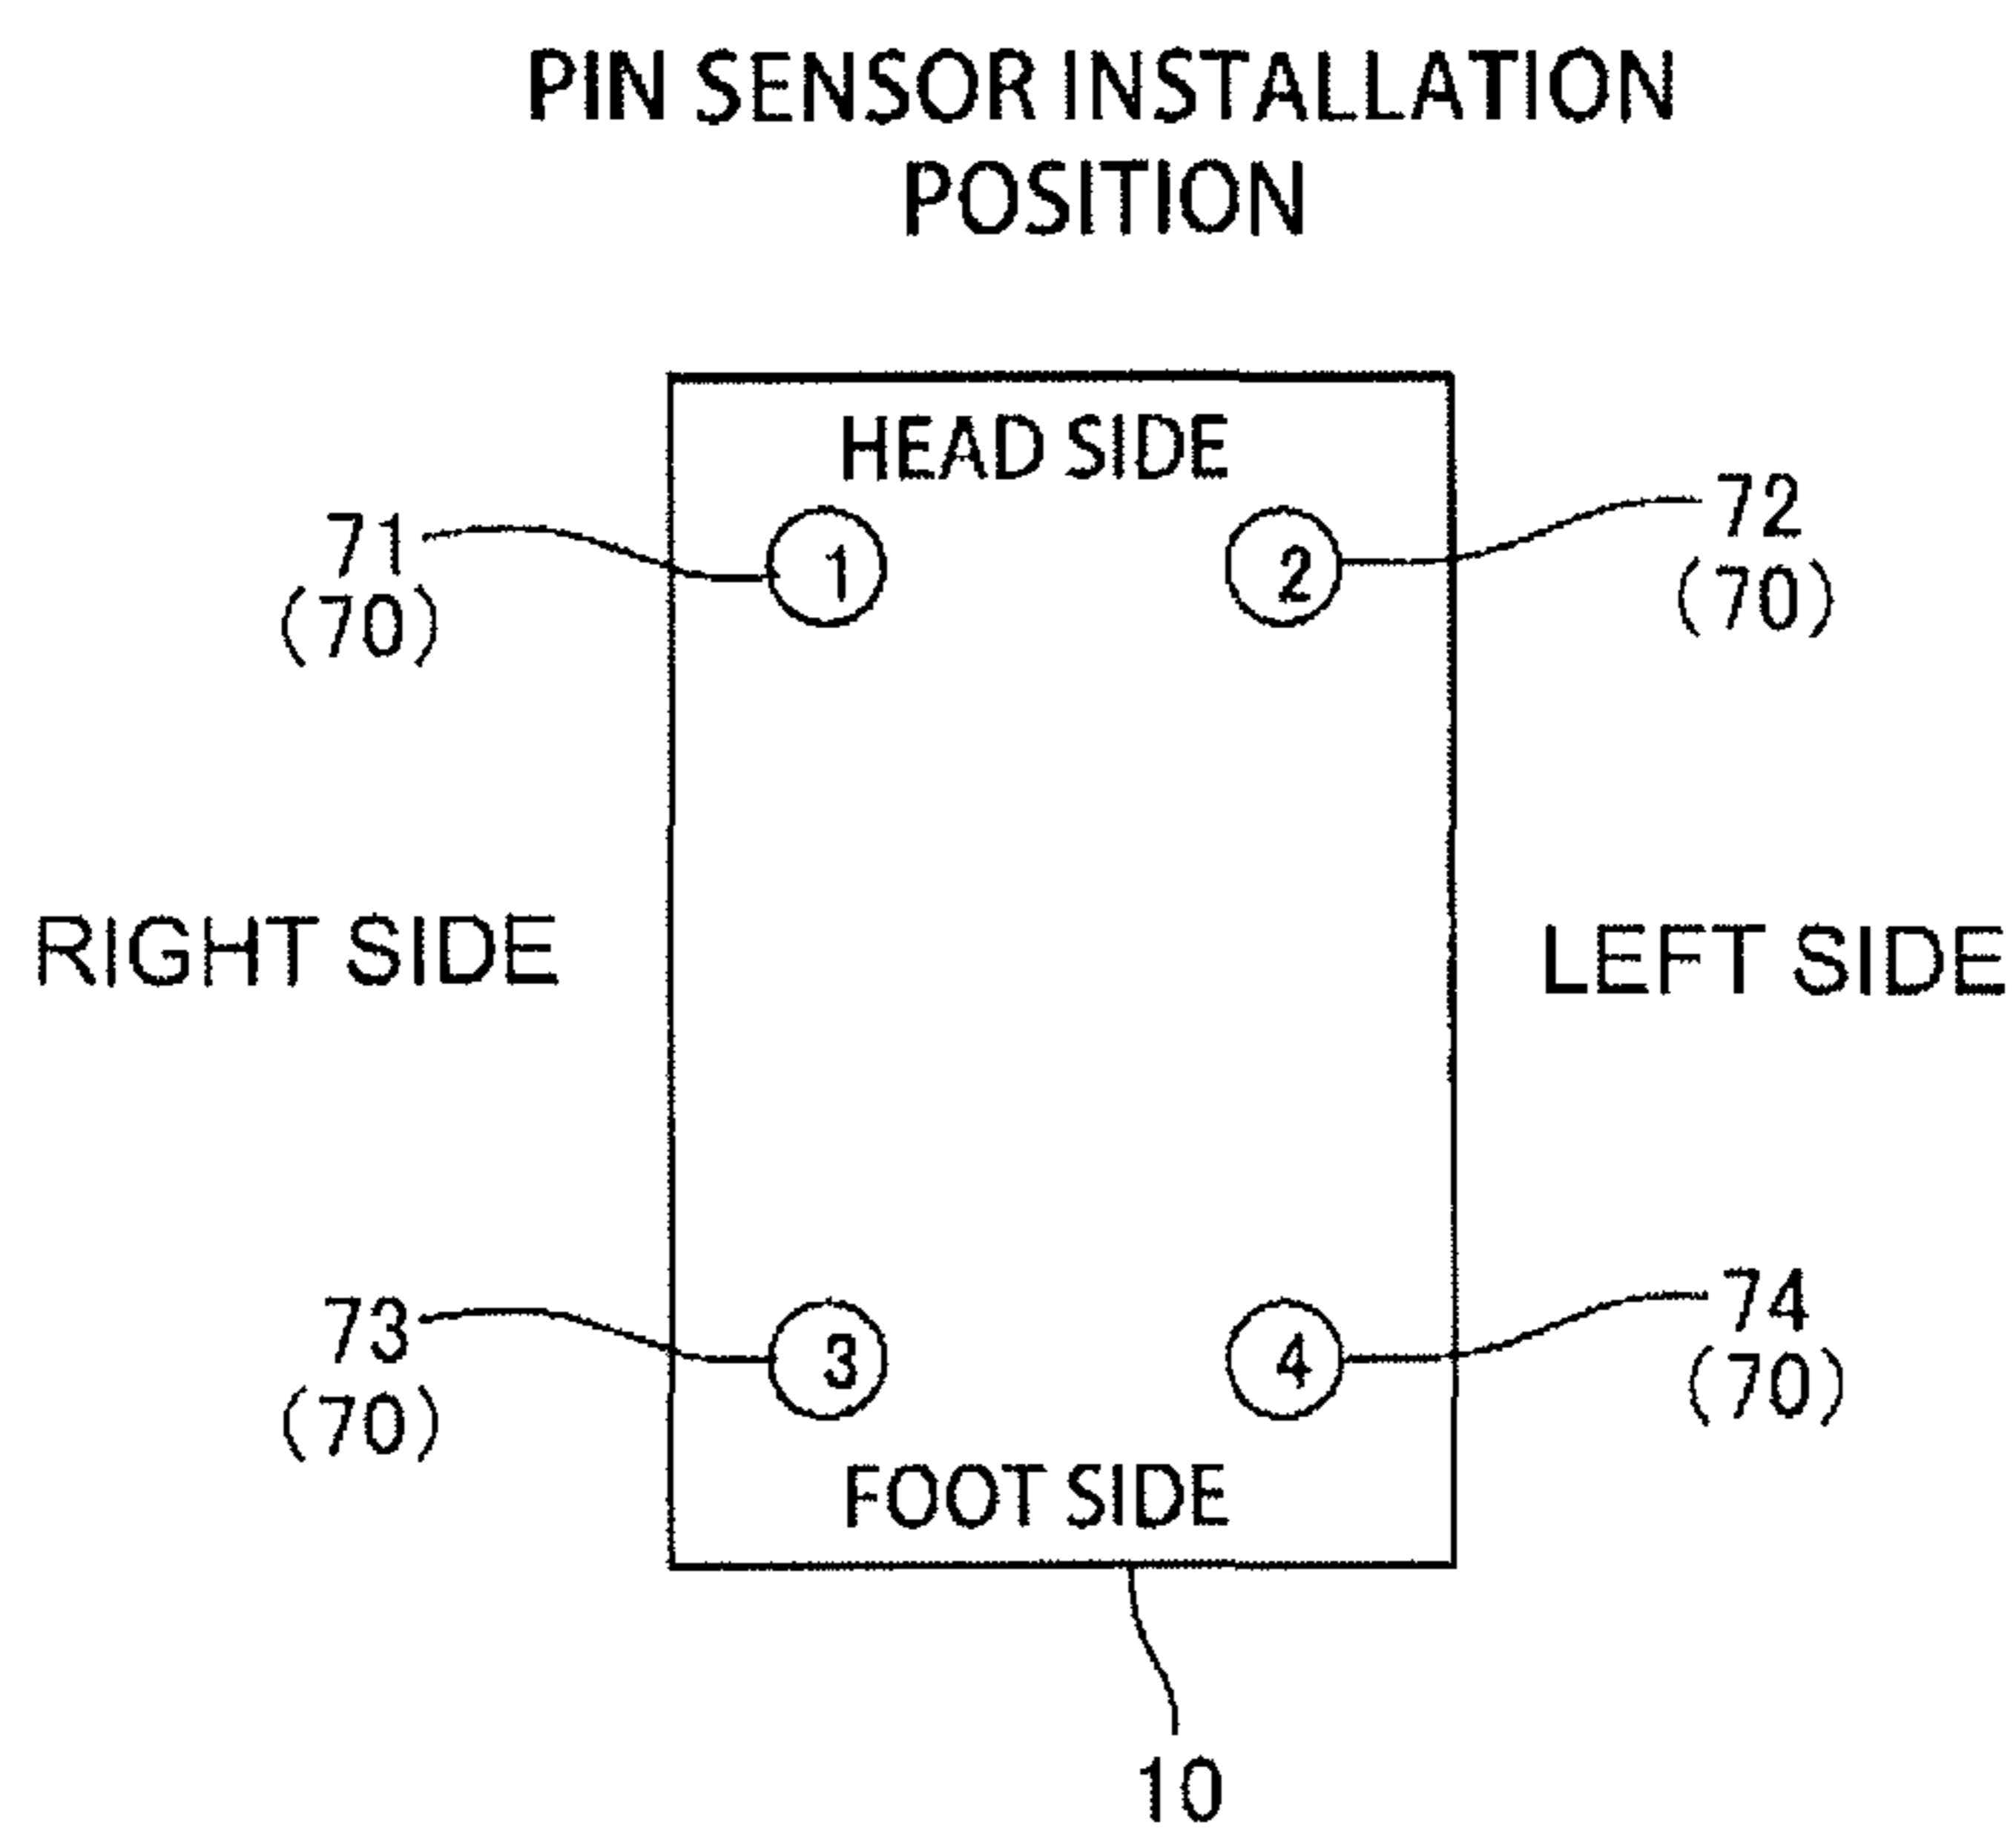 PIN SENSOR INSTALLATION
POSITION
HEAD SIDE
71
(70)
1
2
72
(70)
RIGHT SIDE
LEFT SIDE
73
(70)
3
4
74
(70)
FOOT SIDE
10